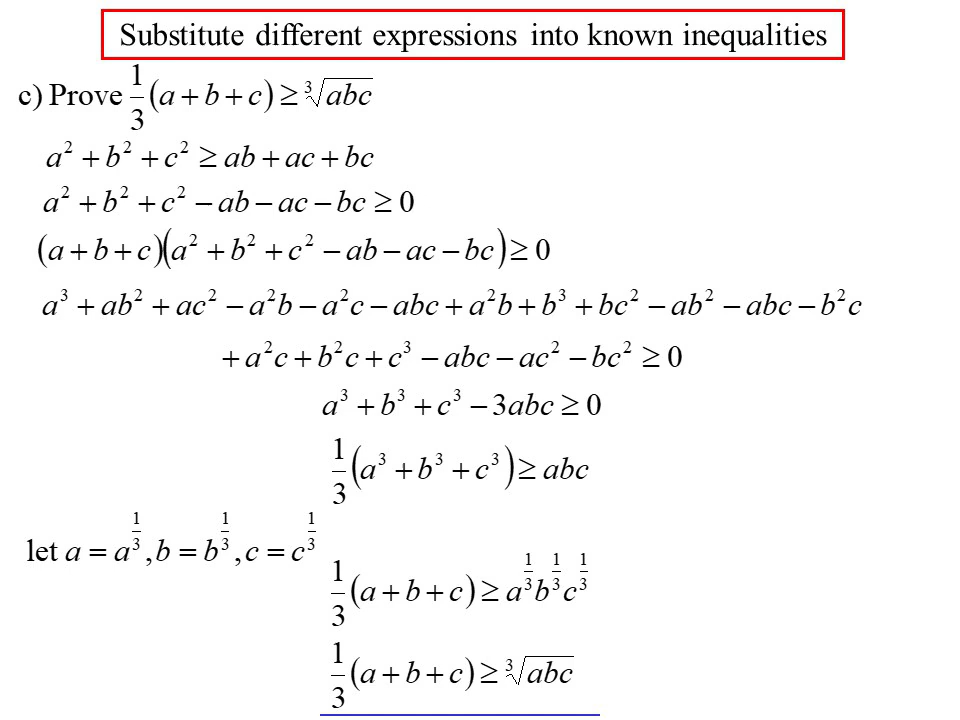 Substitute different expressions into known inequalities
c) Prove 1/3 (a + b + c) ≥ ∛abc
a² + b² + c² ≥ ab + ac + bc
a² + b² + c² − ab − ac − bc ≥ 0
(a + b + c)(a² + b² + c² − ab − ac − bc) ≥ 0
a³ + ab² + ac² − a²b − a²c − abc + a²b + b³ + bc² − ab² − abc − b²c
+ a²c + b²c + c³ − abc − ac² − bc² ≥ 0
a³ + b³ + c³ − 3abc ≥ 0
1/3 (a³ + b³ + c³) ≥ abc
let a = a^(1/3), b = b^(1/3), c = c^(1/3)
1/3 (a + b + c) ≥ a^(1/3) b^(1/3) c^(1/3)
1/3 (a + b + c) ≥ ∛abc